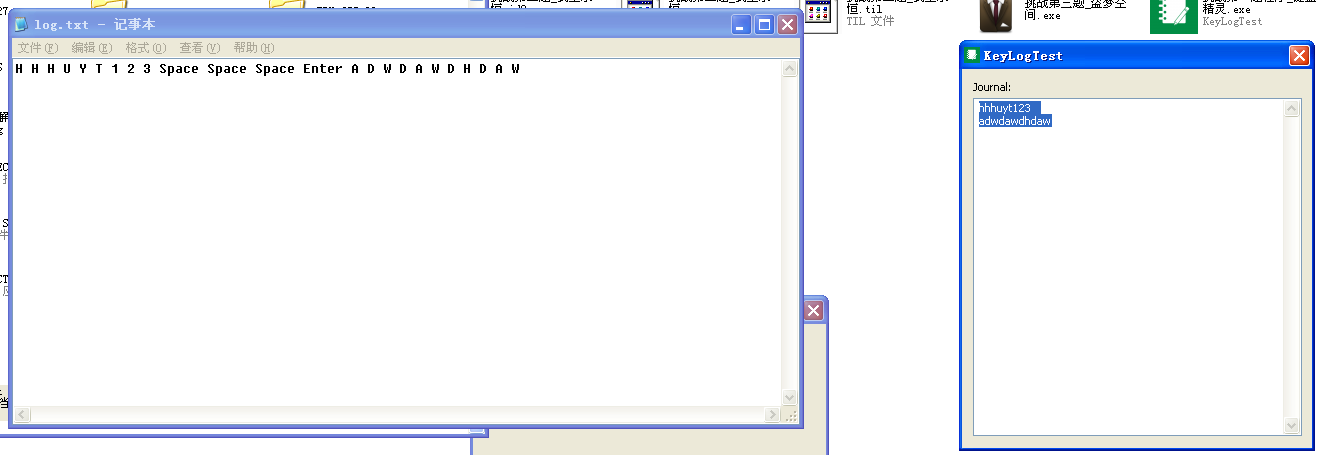 log.txt - 记事本
文件(F) 编辑(E) 格式(O) 查看(V) 帮助(H)
H H H U Y T 1 2 3 Space Space Space Enter A D W D A W D H D A W
恒.til
TIL 文件
挑战第三题_盗梦空
间.exe
精灵.exe
KeyLogTest
KeyLogTest
Journal:
hhhuyt123
adwdawdhdaw